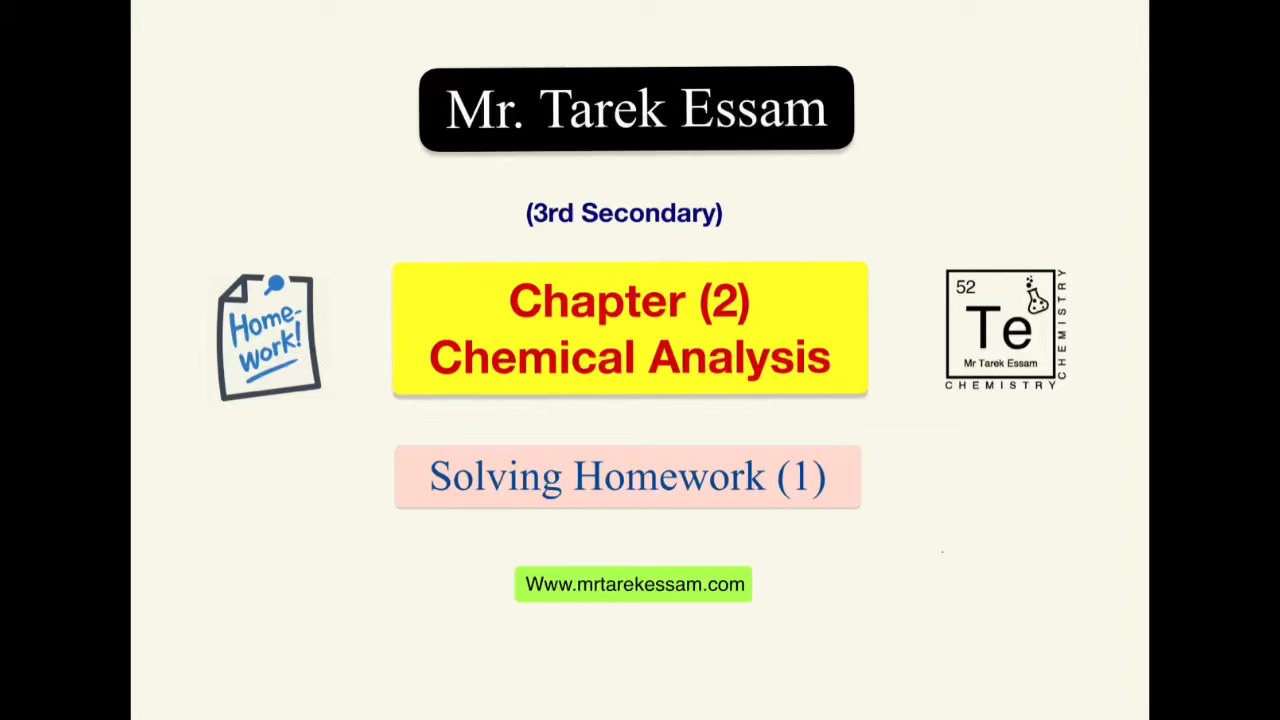 Mr. Tarek Essam
(3rd Secondary)
Chapter (2)
Chemical Analysis
Home-
work!
52
Te
Mr Tarek Essam
CHEMISTRY
CHEMISTRY
Solving Homework (1)
Www.mrtarekessam.com